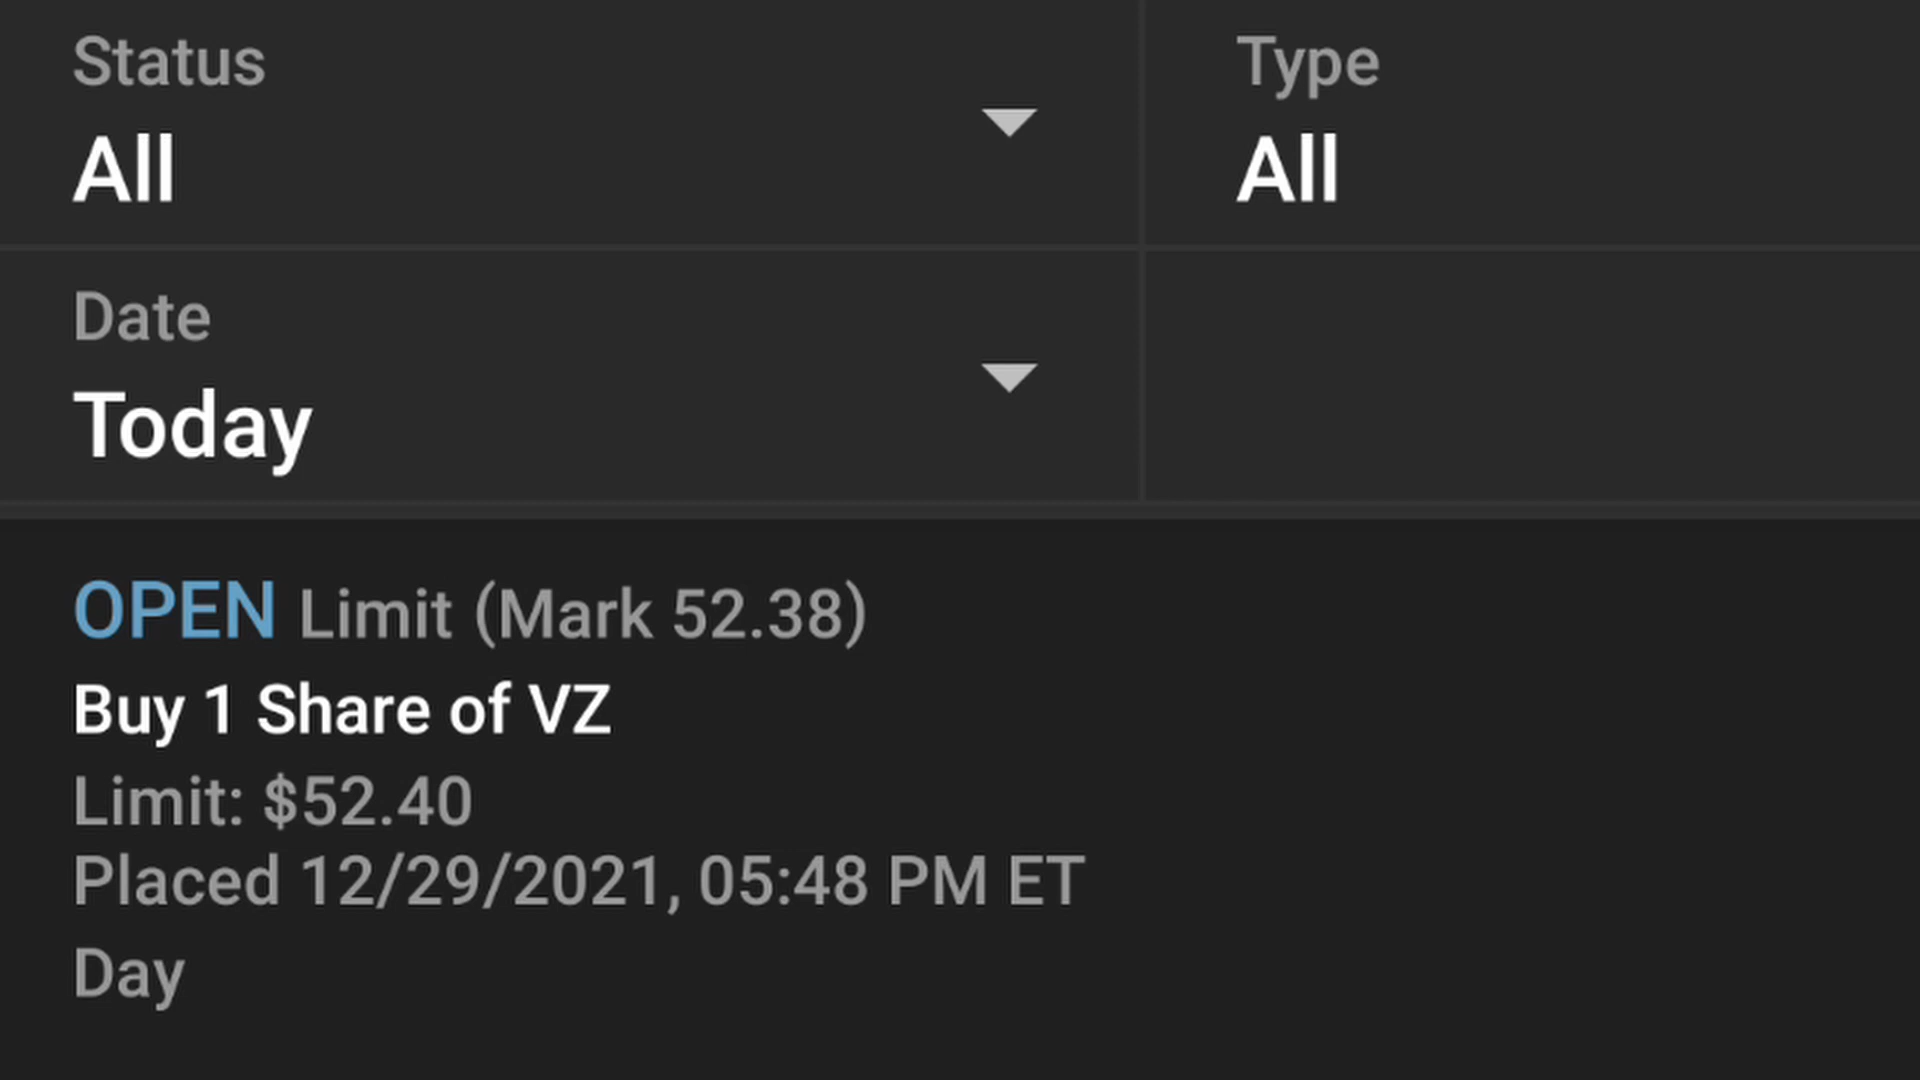 Status
All
Type
All
Date
Today
OPEN Limit (Mark 52.38)
Buy 1 Share of VZ
Limit: $52.40
Placed 12/29/2021, 05:48 PM ET
Day